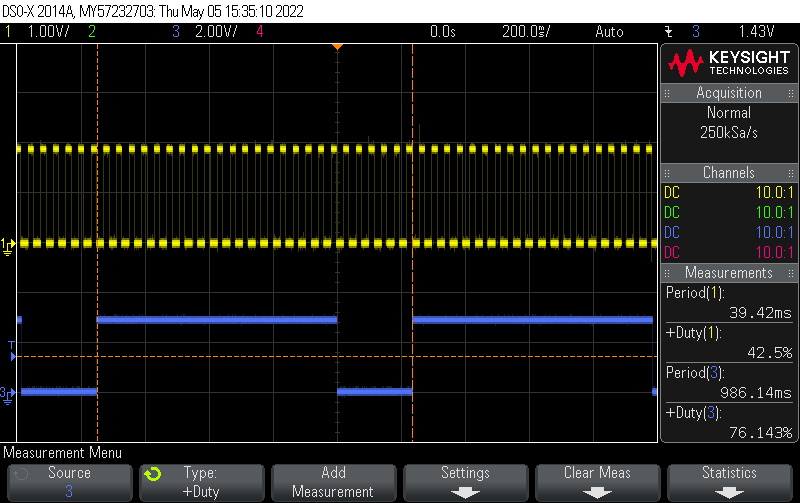 DSO-X 2014A, MY57232703: Thu May 05 15:35:10 2022
1 1.00V/ 2 3 2.00V/ 4 0.0s 200.0ms/ Auto 3 1.43V
KEYSIGHT
TECHNOLOGIES
Acquisition
Normal
250kSa/s
Channels
DC 10.0:1
DC 10.0:1
DC 10.0:1
DC 10.0:1
Measurements
Period(1):
39.42ms
+Duty(1):
42.5%
Period(3):
986.14ms
+Duty(3):
76.143%
1
T
3
Measurement Menu
Source
3
Type:
+Duty
Add
Measurement
Settings
Clear Meas
Statistics